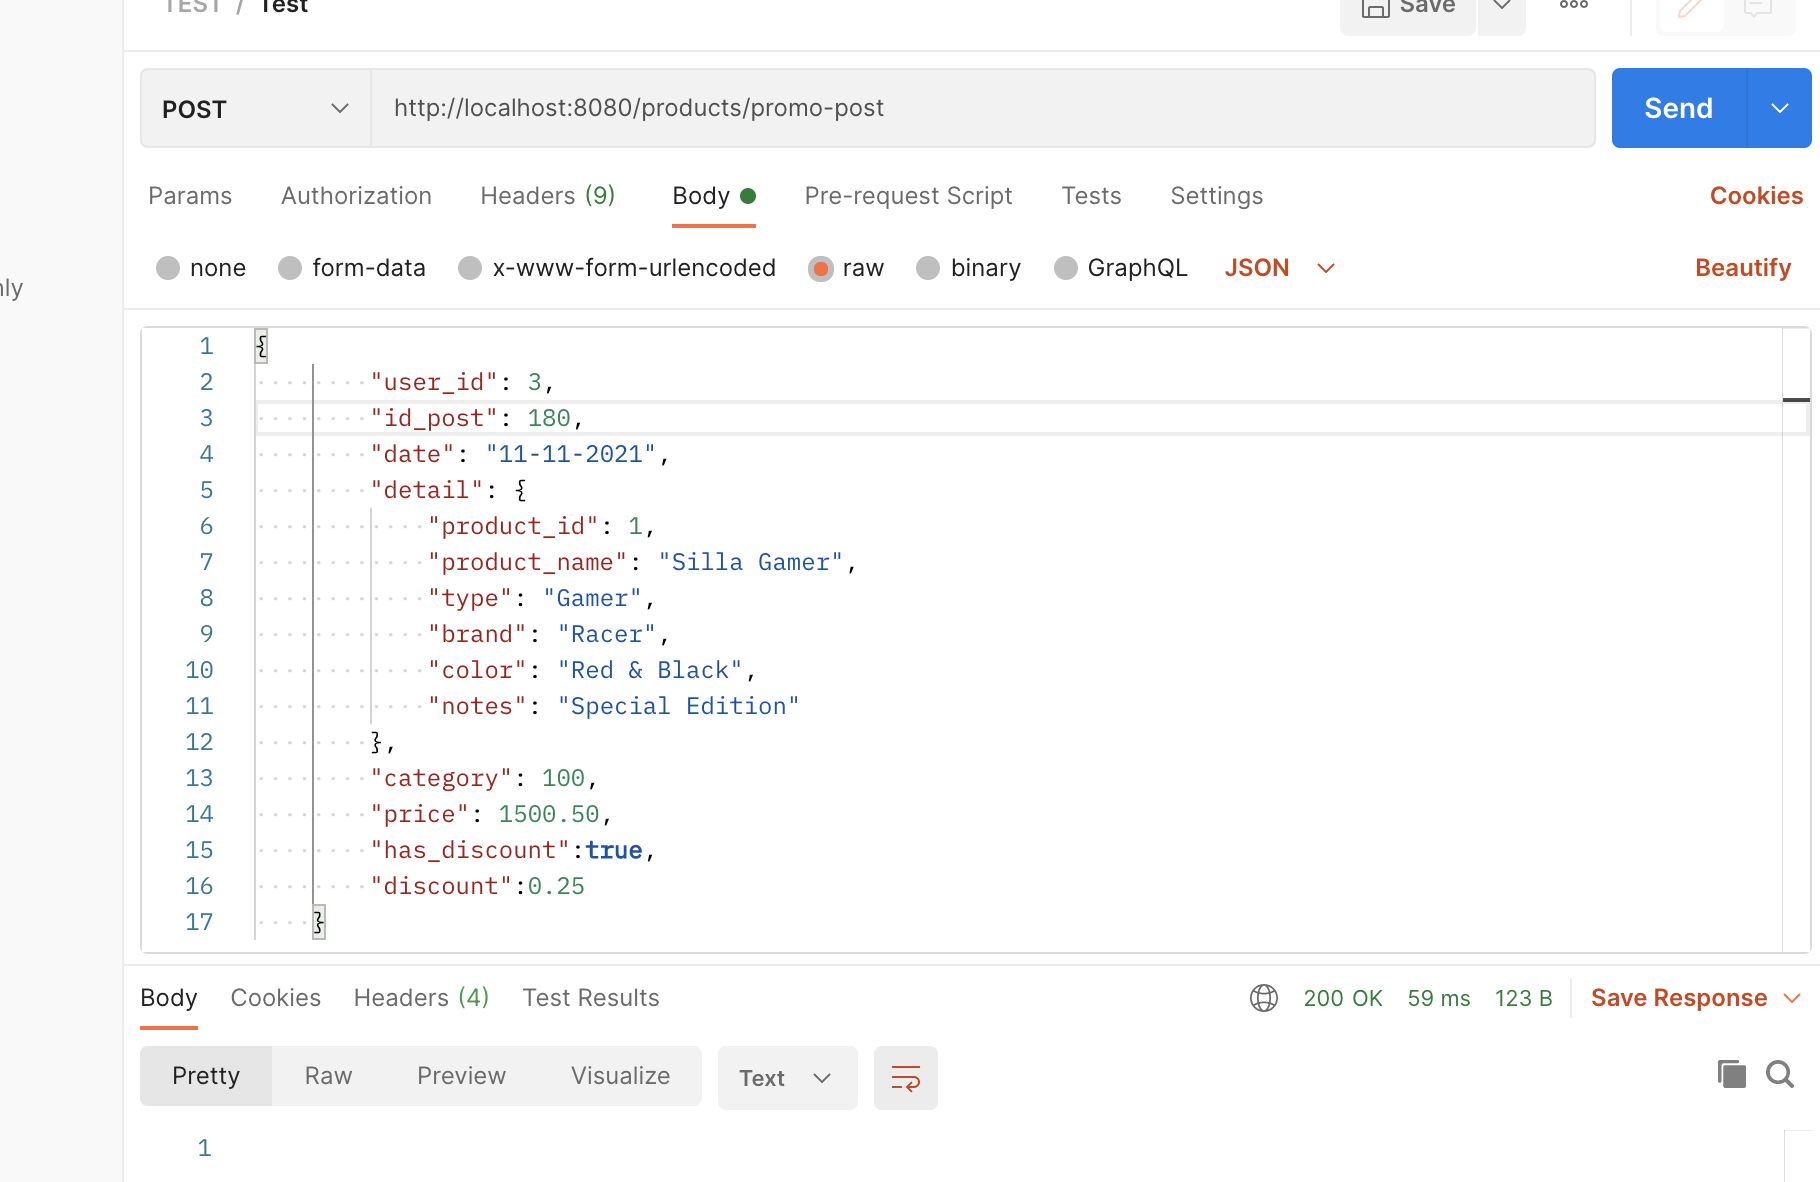 TEST / Test
Save
POST http://localhost:8080/products/promo-post Send
Params Authorization Headers (9) Body Pre-request Script Tests Settings Cookies
none form-data x-www-form-urlencoded raw binary GraphQL JSON Beautify
1 {
2 "user_id": 3,
3 "id_post": 180,
4 "date": "11-11-2021",
5 "detail": {
6 "product_id": 1,
7 "product_name": "Silla Gamer",
8 "type": "Gamer",
9 "brand": "Racer",
10 "color": "Red & Black",
11 "notes": "Special Edition"
12 },
13 "category": 100,
14 "price": 1500.50,
15 "has_discount":true,
16 "discount":0.25
17 }
Body Cookies Headers (4) Test Results 200 OK 59 ms 123 B Save Response
Pretty Raw Preview Visualize Text
1